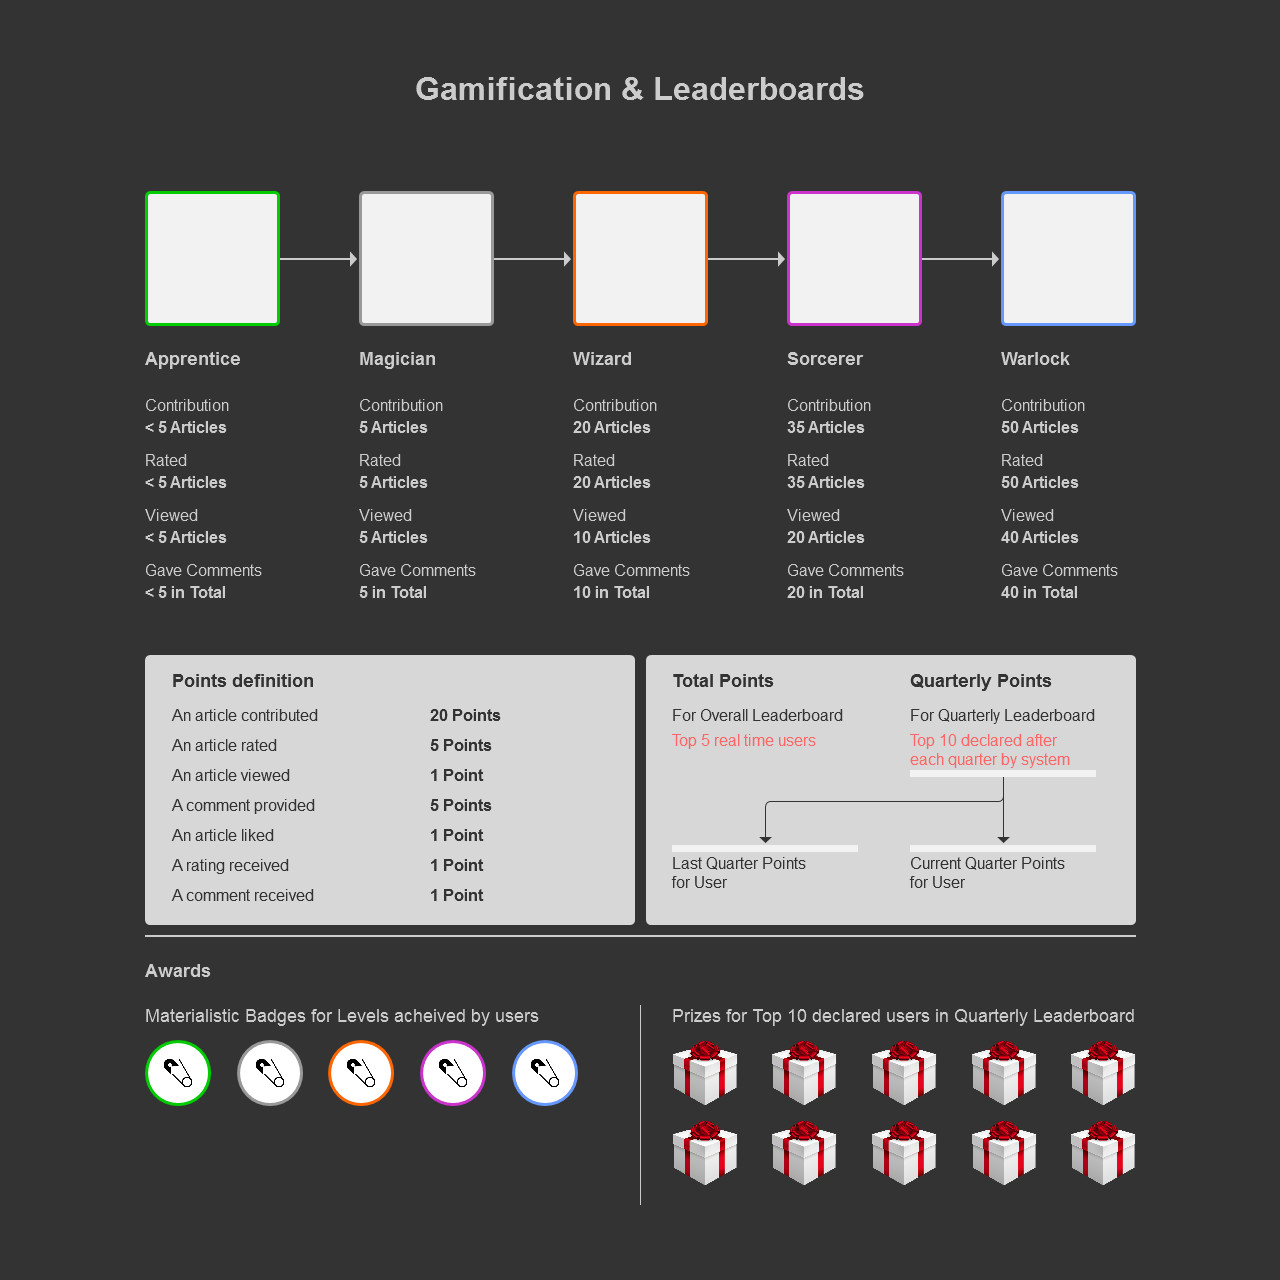 Gamification & Leaderboards
Apprentice
Contribution
< 5 Articles
Rated
< 5 Articles
Viewed
< 5 Articles
Gave Comments
< 5 in Total
Magician
Contribution
5 Articles
Rated
5 Articles
Viewed
5 Articles
Gave Comments
5 in Total
Wizard
Contribution
20 Articles
Rated
20 Articles
Viewed
10 Articles
Gave Comments
10 in Total
Sorcerer
Contribution
35 Articles
Rated
35 Articles
Viewed
20 Articles
Gave Comments
20 in Total
Warlock
Contribution
50 Articles
Rated
50 Articles
Viewed
40 Articles
Gave Comments
40 in Total
Points definition
An article contributed 20 Points
An article rated 5 Points
An article viewed 1 Point
A comment provided 5 Points
An article liked 1 Point
A rating received 1 Point
A comment received 1 Point
Total Points
For Overall Leaderboard
Top 5 real time users
Quarterly Points
For Quarterly Leaderboard
Top 10 declared after
each quarter by system
Last Quarter Points
for User
Current Quarter Points
for User
Awards
Materialistic Badges for Levels acheived by users
Prizes for Top 10 declared users in Quarterly Leaderboard